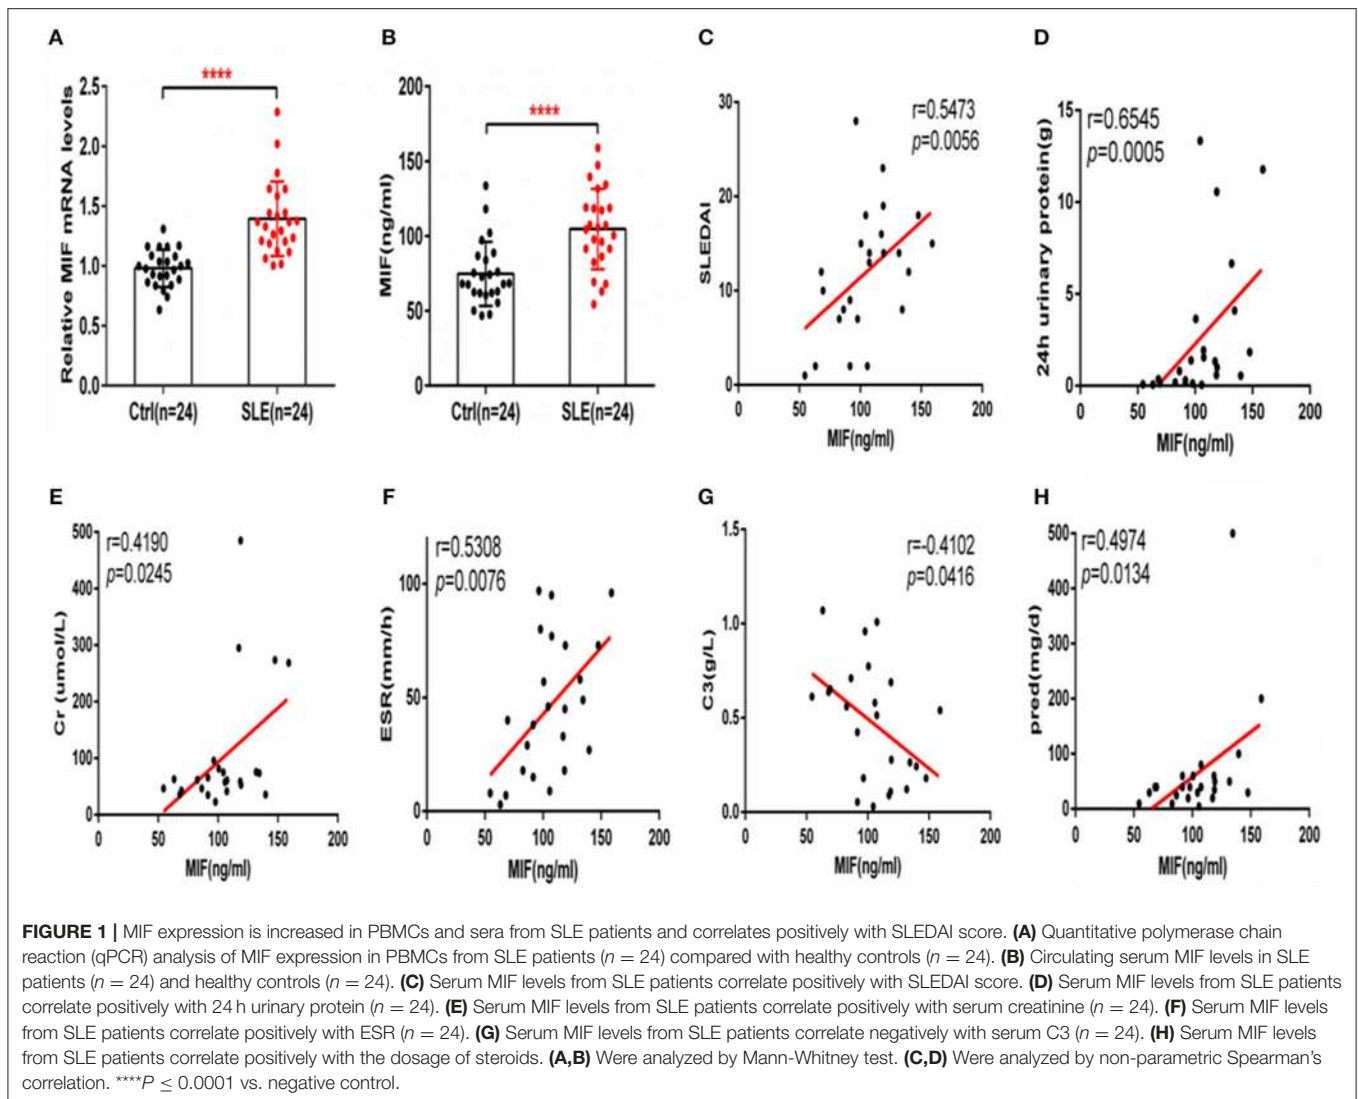 A
Relative MIF mRNA levels
2.5
2.0
1.5
1.0
0.5
0.0
****
Ctrl(n=24)
SLE(n=24)
B
MIF(ng/ml)
200
150
100
50
0
****
Ctrl(n=24)
SLE(n=24)
C
SLEDAI
30
20
10
0
r=0.5473
p=0.0056
0 50 100 150 200
MIF(ng/ml)
D
24h urinary protein(g)
15
10
5
0
r=0.6545
p=0.0005
0 50 100 150 200
MIF(ng/ml)
E
Cr (umol/L)
500
400
300
200
100
0
r=0.4190
p=0.0245
0 50 100 150 200
MIF(ng/ml)
F
ESR(mm/h)
100
50
0
r=0.5308
p=0.0076
0 50 100 150 200
MIF(ng/ml)
G
C3(g/L)
1.5
1.0
0.5
0.0
r=-0.4102
p=0.0416
0 50 100 150 200
MIF(ng/ml)
H
pred(mg/d)
500
400
300
200
100
0
r=0.4974
p=0.0134
0 50 100 150 200
MIF(ng/ml)
FIGURE 1 | MIF expression is increased in PBMCs and sera from SLE patients and correlates positively with SLEDAI score. (A) Quantitative polymerase chain
reaction (qPCR) analysis of MIF expression in PBMCs from SLE patients (n = 24) compared with healthy controls (n = 24). (B) Circulating serum MIF levels in SLE
patients (n = 24) and healthy controls (n = 24). (C) Serum MIF levels from SLE patients correlate positively with SLEDAI score. (D) Serum MIF levels from SLE patients
correlate positively with 24 h urinary protein (n = 24). (E) Serum MIF levels from SLE patients correlate positively with serum creatinine (n = 24). (F) Serum MIF levels
from SLE patients correlate positively with ESR (n = 24). (G) Serum MIF levels from SLE patients correlate negatively with serum C3 (n = 24). (H) Serum MIF levels
from SLE patients correlate positively with the dosage of steroids. (A,B) Were analyzed by Mann-Whitney test. (C,D) Were analyzed by non-parametric Spearman's
correlation. ****P ≤ 0.0001 vs. negative control.